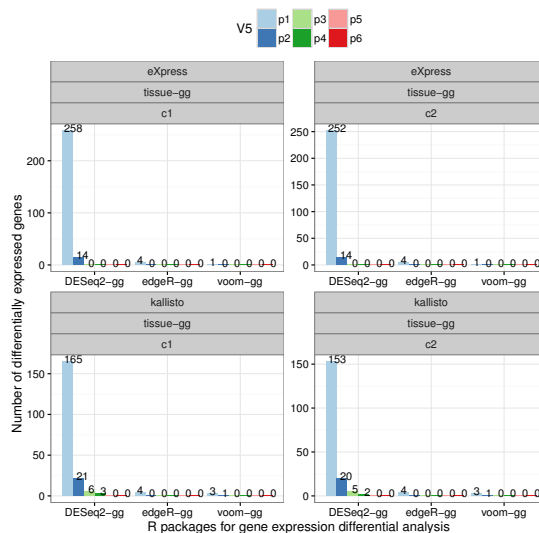 V5 p1 p3 p5
p2 p4 p6
eXpress eXpress
tissue-gg tissue-gg
c1 c2
258 14 0 0 0 0 4 0 0 0 0 0 1 0 0 0 0 0
252 14 0 0 0 0 4 0 0 0 0 0 1 0 0 0 0 0
200
100
0
250
200
150
100
50
0
DESeq2-gg edgeR-gg voom-gg DESeq2-gg edgeR-gg voom-gg
kallisto kallisto
tissue-gg tissue-gg
c1 c2
165 21 6 3 0 0 4 0 0 0 0 0 3 0 0 0 0 0
153 20 5 2 0 0 4 0 0 0 0 0 3 1 0 0 0 0
150
100
50
0
150
100
50
0
DESeq2-gg edgeR-gg voom-gg DESeq2-gg edgeR-gg voom-gg
Number of differentially expressed genes
R packages for gene expression differential analysis